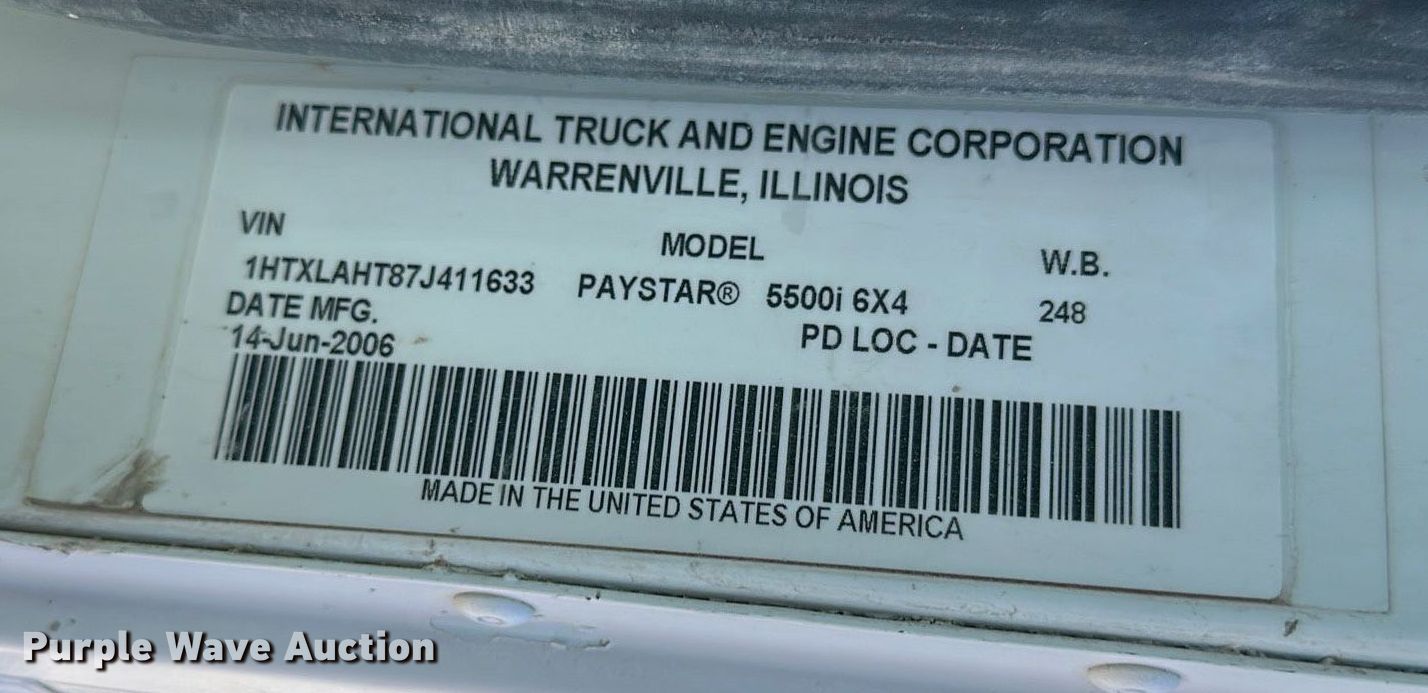 INTERNATIONAL TRUCK AND ENGINE CORPORATION
WARRENVILLE, ILLINOIS
VIN MODEL W.B.
1HTXLAHT87J411633 PAYSTAR® 5500i 6X4 248
DATE MFG. PD LOC - DATE
14-Jun-2006
MADE IN THE UNITED STATES OF AMERICA
Purple Wave Auction